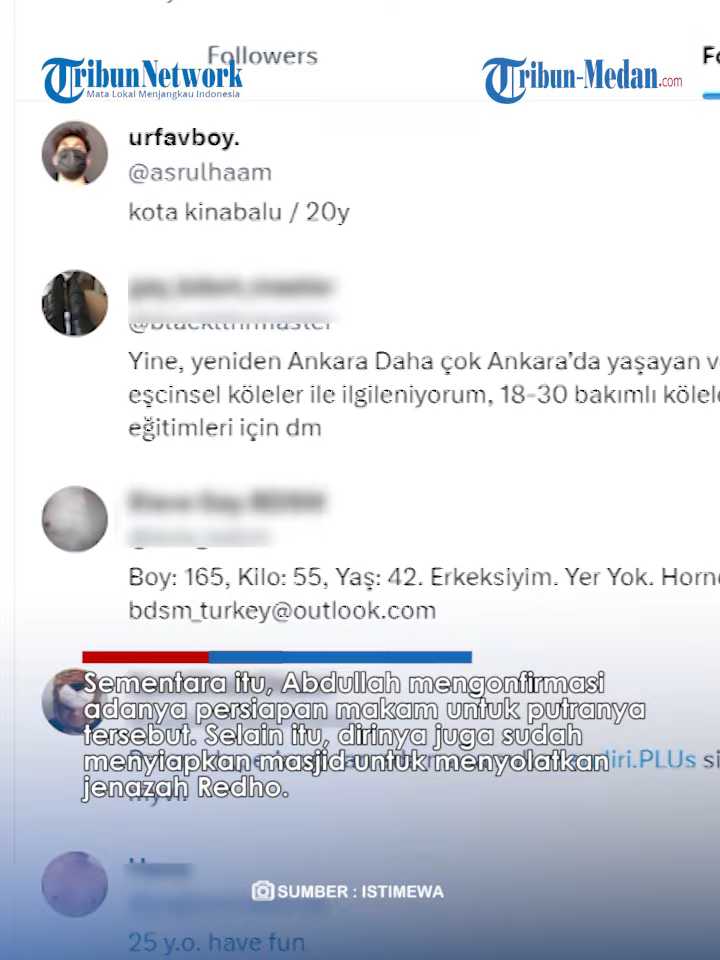 Followers
TribunNetwork
Mata Lokal Menjangkau Indonesia
Tribun-Medan.com
urfavboy.
@asrulhaam
kota kinabalu / 20y
Yine, yeniden Ankara Daha çok Ankara'da yaşayan
eşcinsel köleler ile ilgileniyorum, 18-30 bakımlı
eğitimleri için dm
Boy: 165, Kilo: 55, Yaş: 42. Erkeksiyim. Yer Yok.
bdsm_turkey@outlook.com
Sementara itu, Abdullah mengonfirmasi
adanya persiapan makam untuk putranya
tersebut. Selain itu, dirinya juga sudah
menyiapkan masjid untuk menyolatkan
jenazah Redho.
SUMBER : ISTIMEWA
25 y.o. have fun